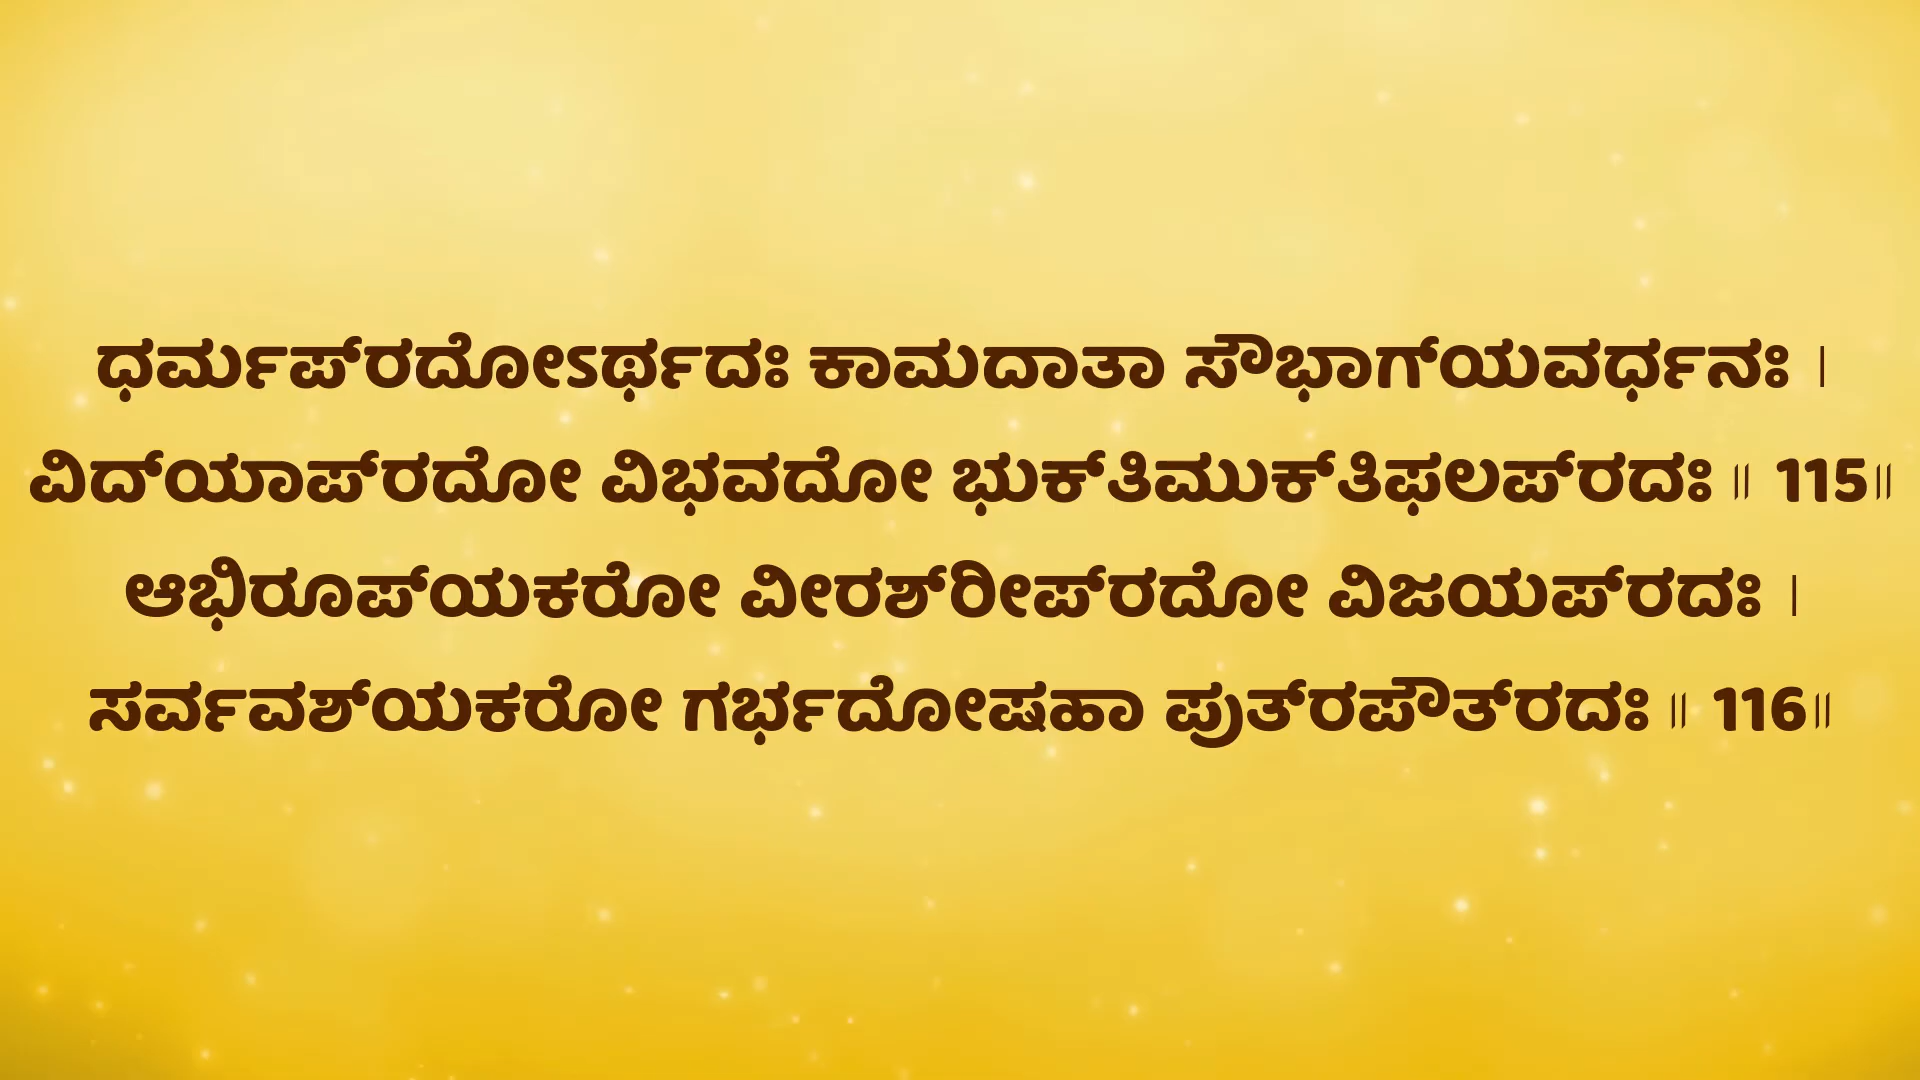 ಧರ್ಮಪ್‌ರದೋಽರ್ಥದಃ ಕಾಮದಾತಾ ಸೌಭಾಗ್‌ಯವರ್ಧನಃ ।
ವಿದ್‌ಯಾಪ್‌ರದೋ ವಿಭವದೋ ಭುಕ್‌ತಿಮುಕ್‌ತಿಫಲಪ್‌ರದಃ ॥ 115॥
ಆಭಿರೂಪ್‌ಯಕರೋ ವೀರಶ್‌ರೀಪ್‌ರದೋ ವಿಜಯಪ್‌ರದಃ ।
ಸರ್ವವಶ್‌ಯಕರೋ ಗರ್ಭದೋಷಹಾ ಪುತ್‌ರಪೌತ್‌ರದಃ ॥ 116॥